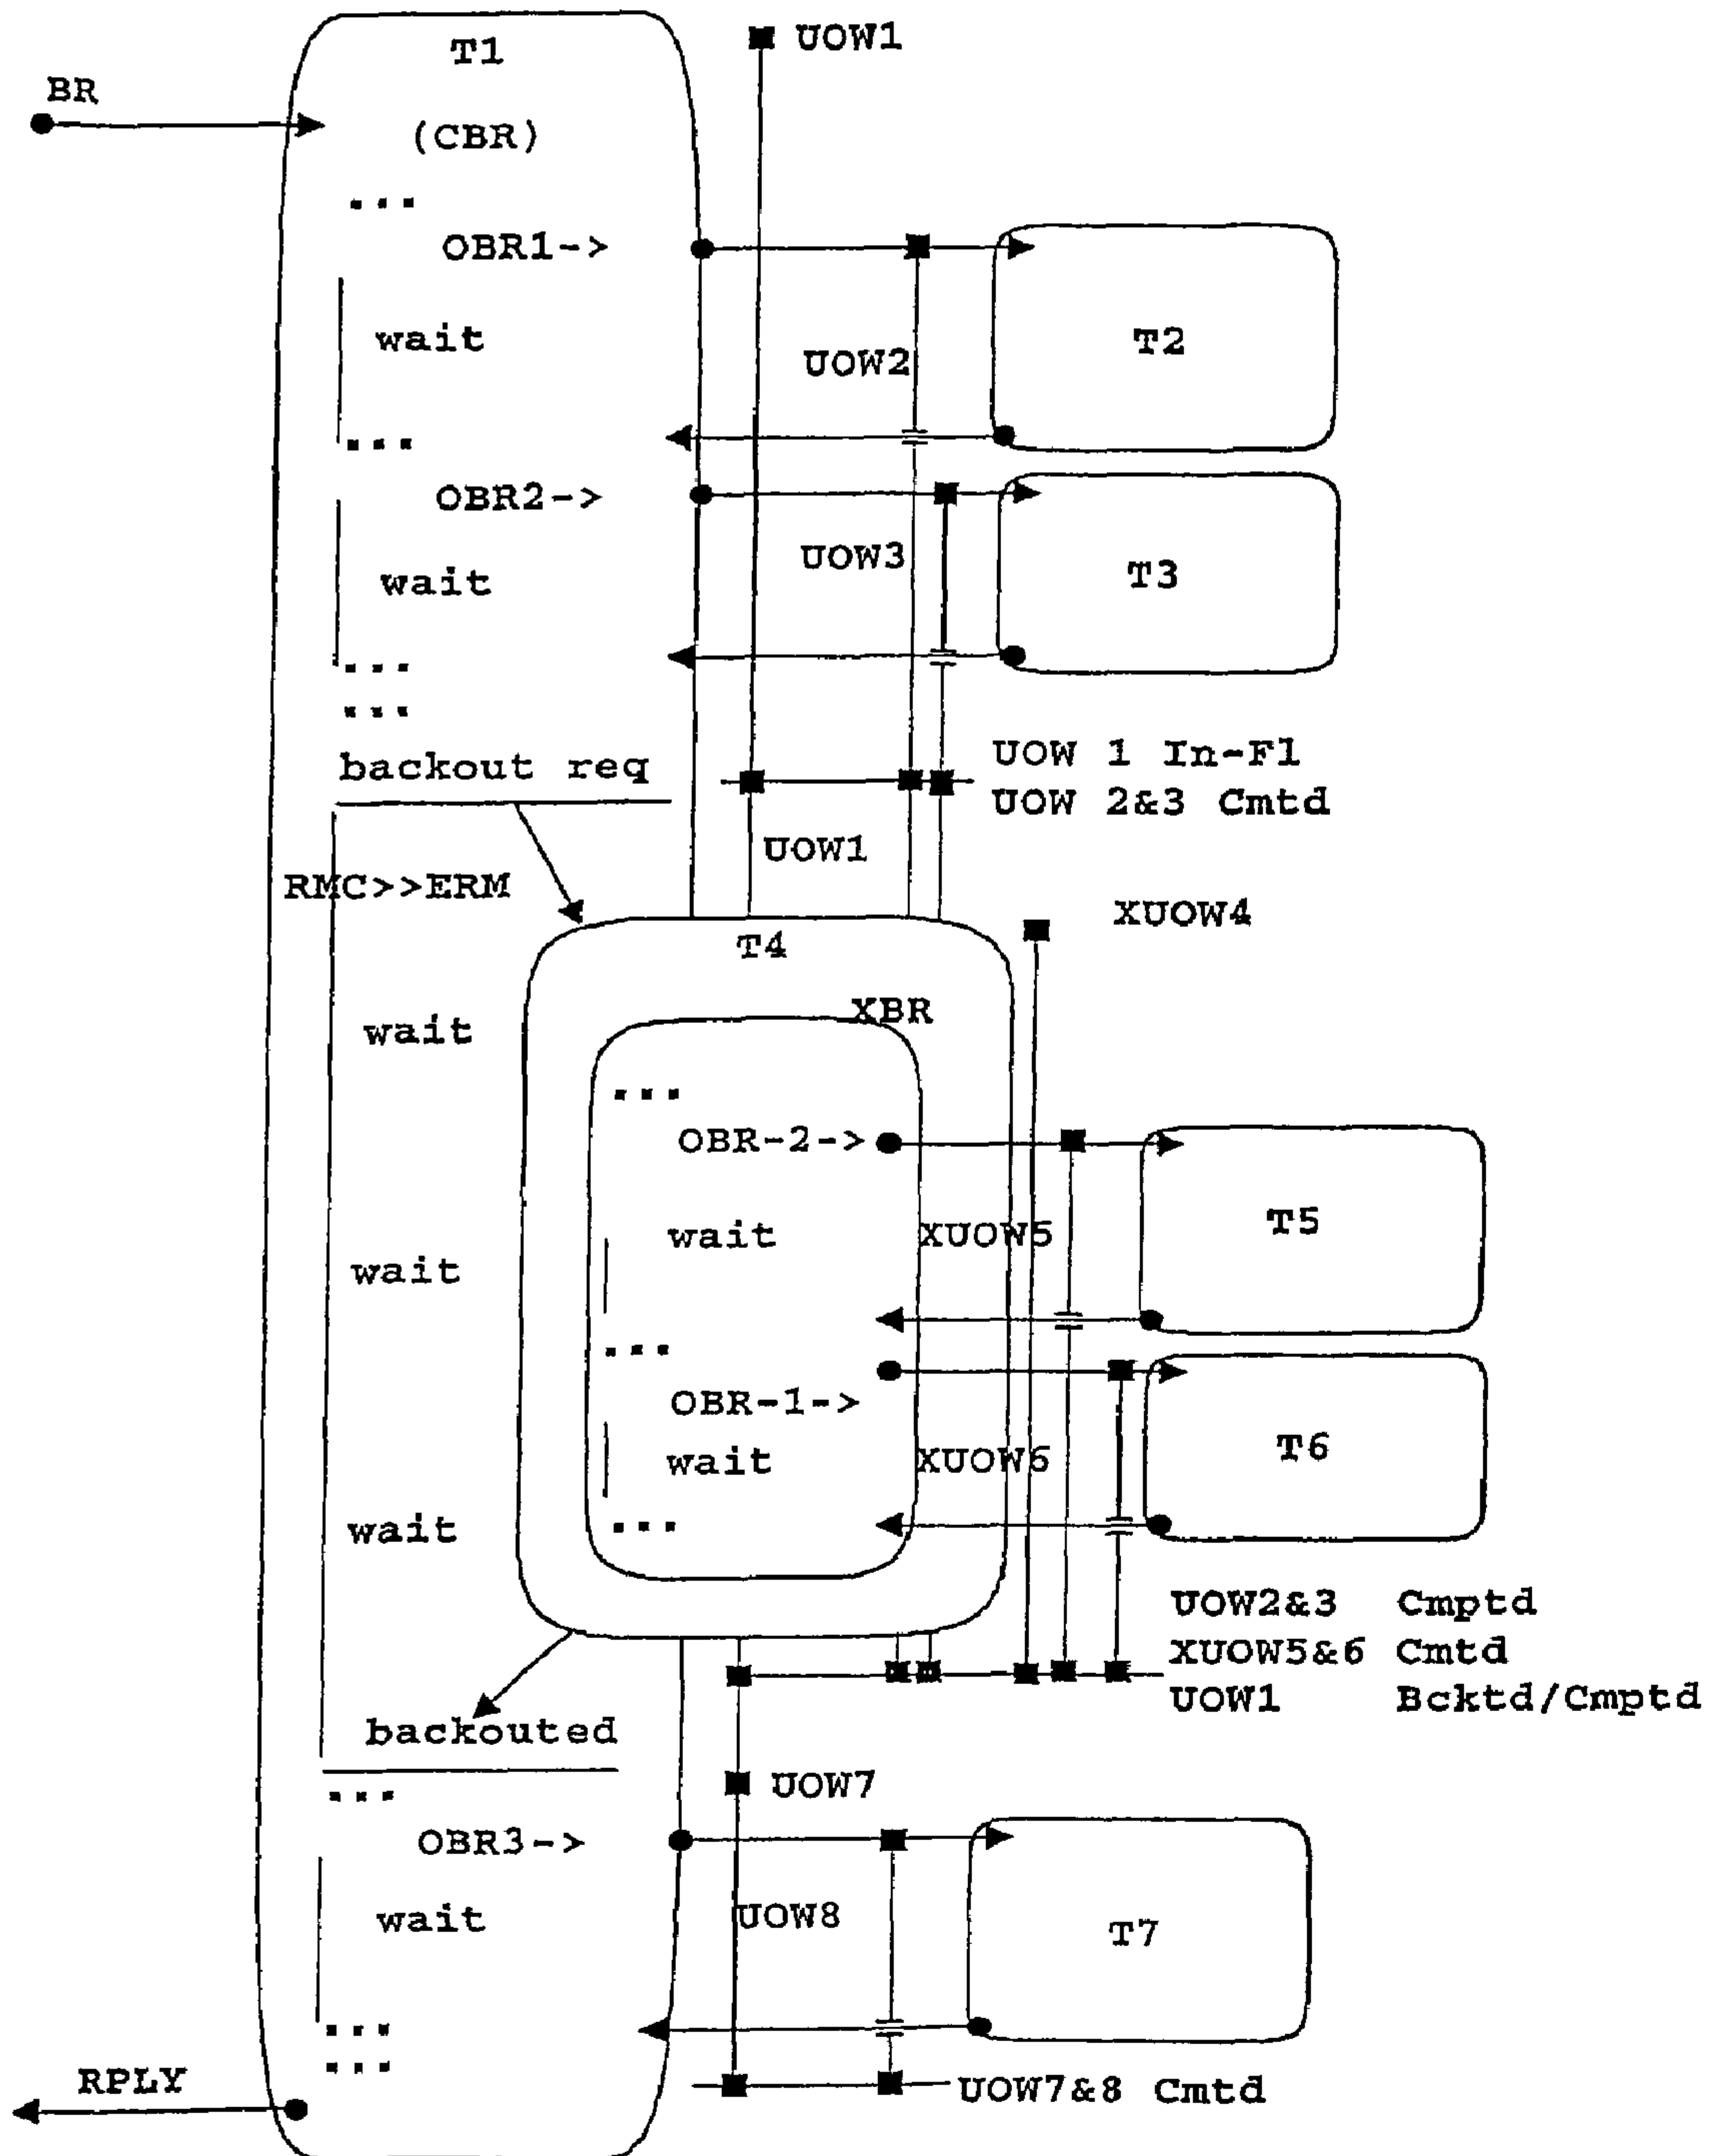 T1
UOW1
BR
(CBR)
...
OBR1->
wait
UOW2
T2
...
OBR2->
UOW3
wait
T3
...
...
backout req
UOW 1 In-Fl
UOW 2&3 Cmtd
UOW1
RMC>>ERM
XUOW4
T4
XBR
wait
...
OBR-2->
wait
XUOW5
T5
wait
...
OBR-1->
wait
XUOW6
T6
wait
...
UOW2&3 Cmptd
XUOW5&6 Cmtd
UOW1 Bcktd/Cmptd
backouted
...
UOW7
OBR3->
wait
UOW8
T7
...
...
RPLY
UOW7&8 Cmtd